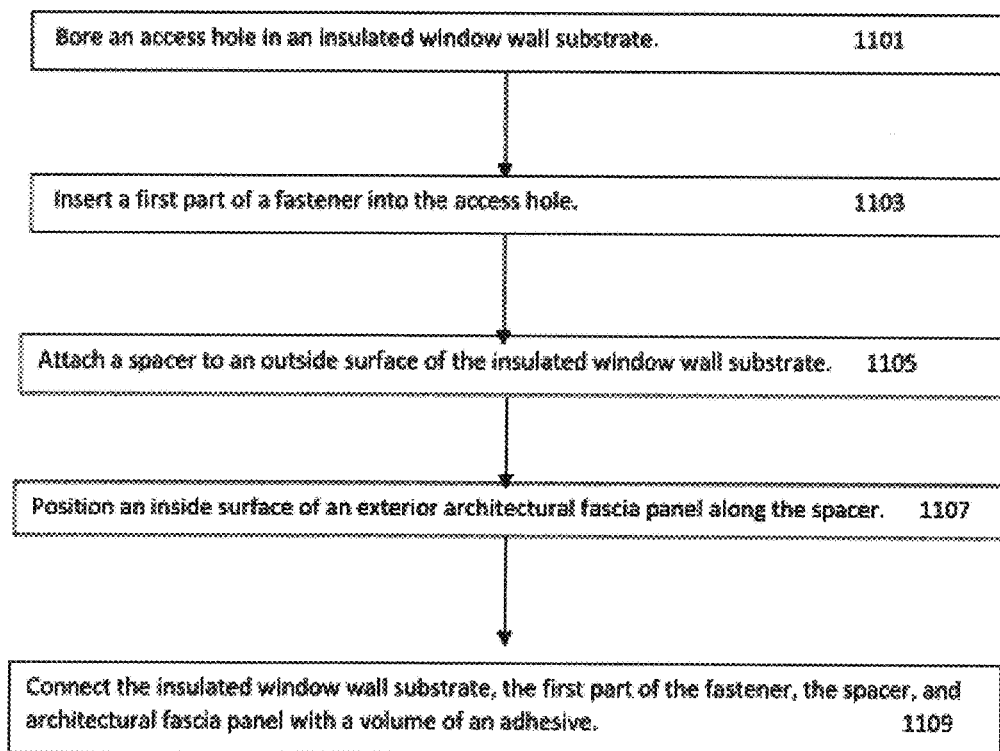 Bore an access hole in an insulated window wall substrate. 1101
Insert a first part of a fastener into the access hole. 1103
Attach a spacer to an outside surface of the insulated window wall substrate. 1105
Position an inside surface of an exterior architectural fascia panel along the spacer. 1107
Connect the insulated window wall substrate, the first part of the fastener, the spacer, and
architectural fascia panel with a volume of an adhesive. 1109